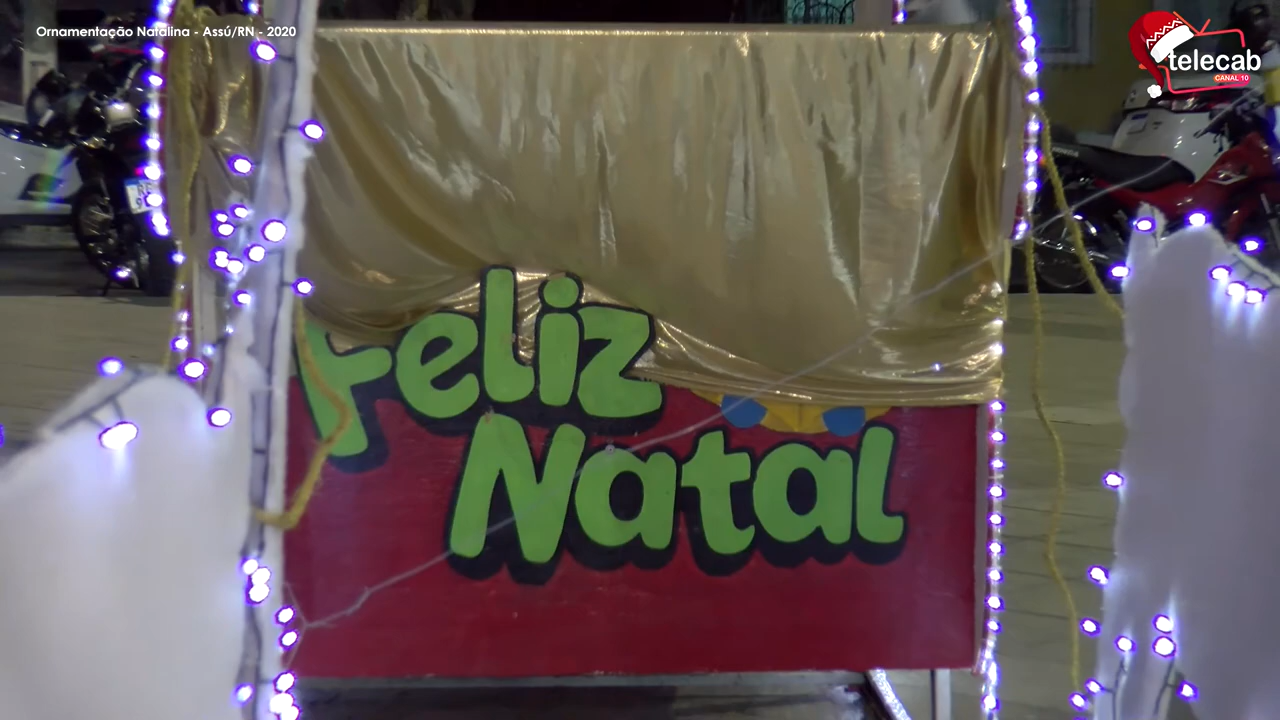 Ornamentação Natalina - Assú/RN - 2020
telecab
CANAL 10
Feliz
Natal